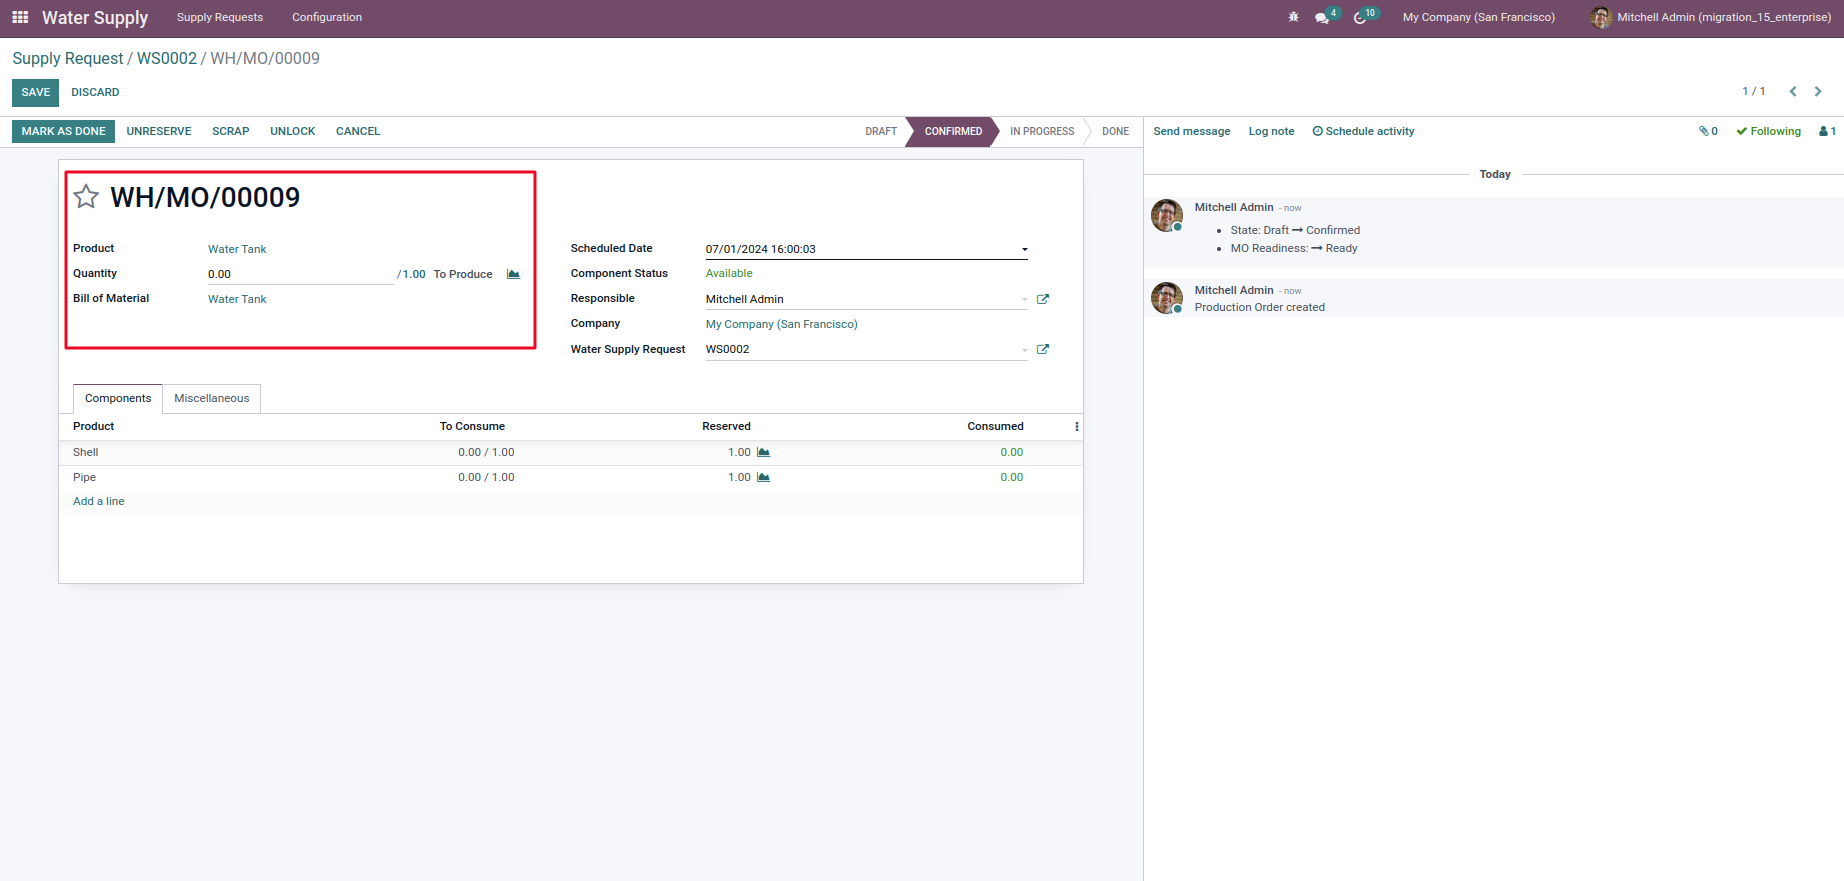 Water Supply Supply Requests Configuration 4 10 My Company (San Francisco) Mitchell Admin (migration_15_enterprise)
Supply Request / WS0002 / WH/MO/00009
SAVE DISCARD 1 / 1
MARK AS DONE UNRESERVE SCRAP UNLOCK CANCEL DRAFT CONFIRMED IN PROGRESS DONE Send message Log note Schedule activity 0 Following 1
Today
WH/MO/00009
Product Water Tank
Quantity 0.00 /1.00 To Produce
Bill of Material Water Tank
Scheduled Date 07/01/2024 16:00:03
Component Status Available
Responsible Mitchell Admin
Company My Company (San Francisco)
Water Supply Request WS0002
Components Miscellaneous
Product To Consume Reserved Consumed
Shell 0.00 / 1.00 1.00 0.00
Pipe 0.00 / 1.00 1.00 0.00
Add a line
Mitchell Admin - now
• State: Draft → Confirmed
• MO Readiness: → Ready
Mitchell Admin - now
Production Order created